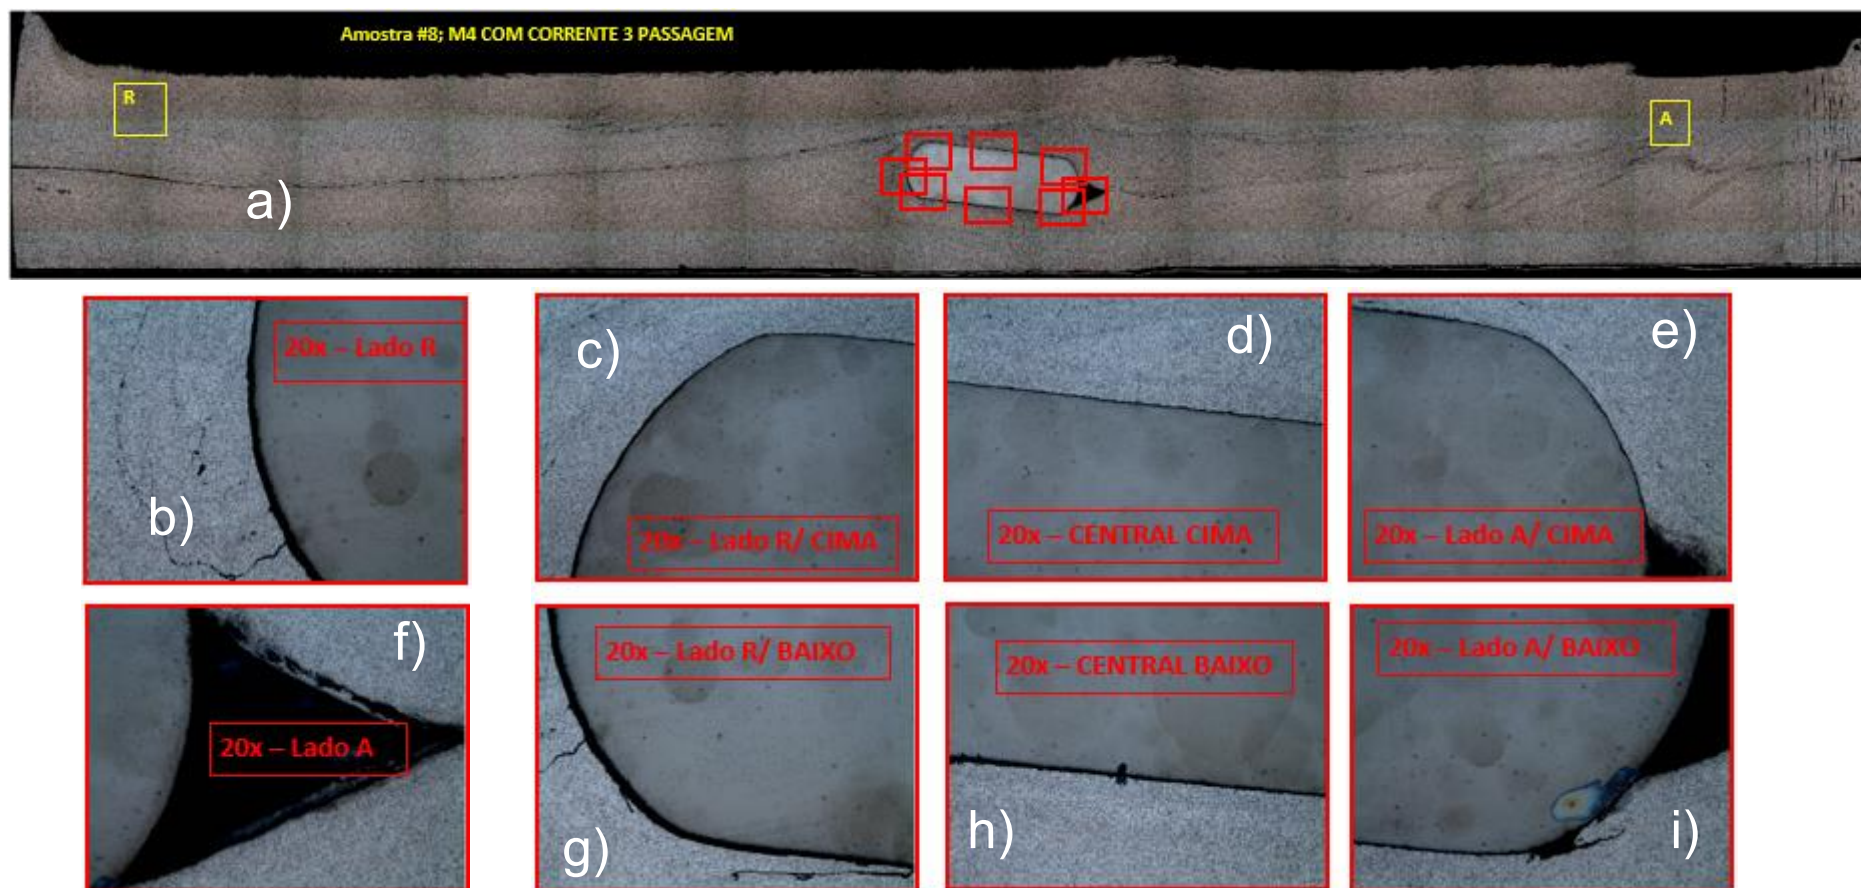 Amostra #8; M4 COM CORRENTE 3 PASSAGEM
R
A
a)
20x – Lado R
b)
c)
20x – Lado R/ CIMA
d)
20x – CENTRAL CIMA
e)
20x – Lado A/ CIMA
f)
20x – Lado A
20x – Lado R/ BAIXO
g)
20x – CENTRAL BAIXO
h)
20x – Lado A/ BAIXO
i)